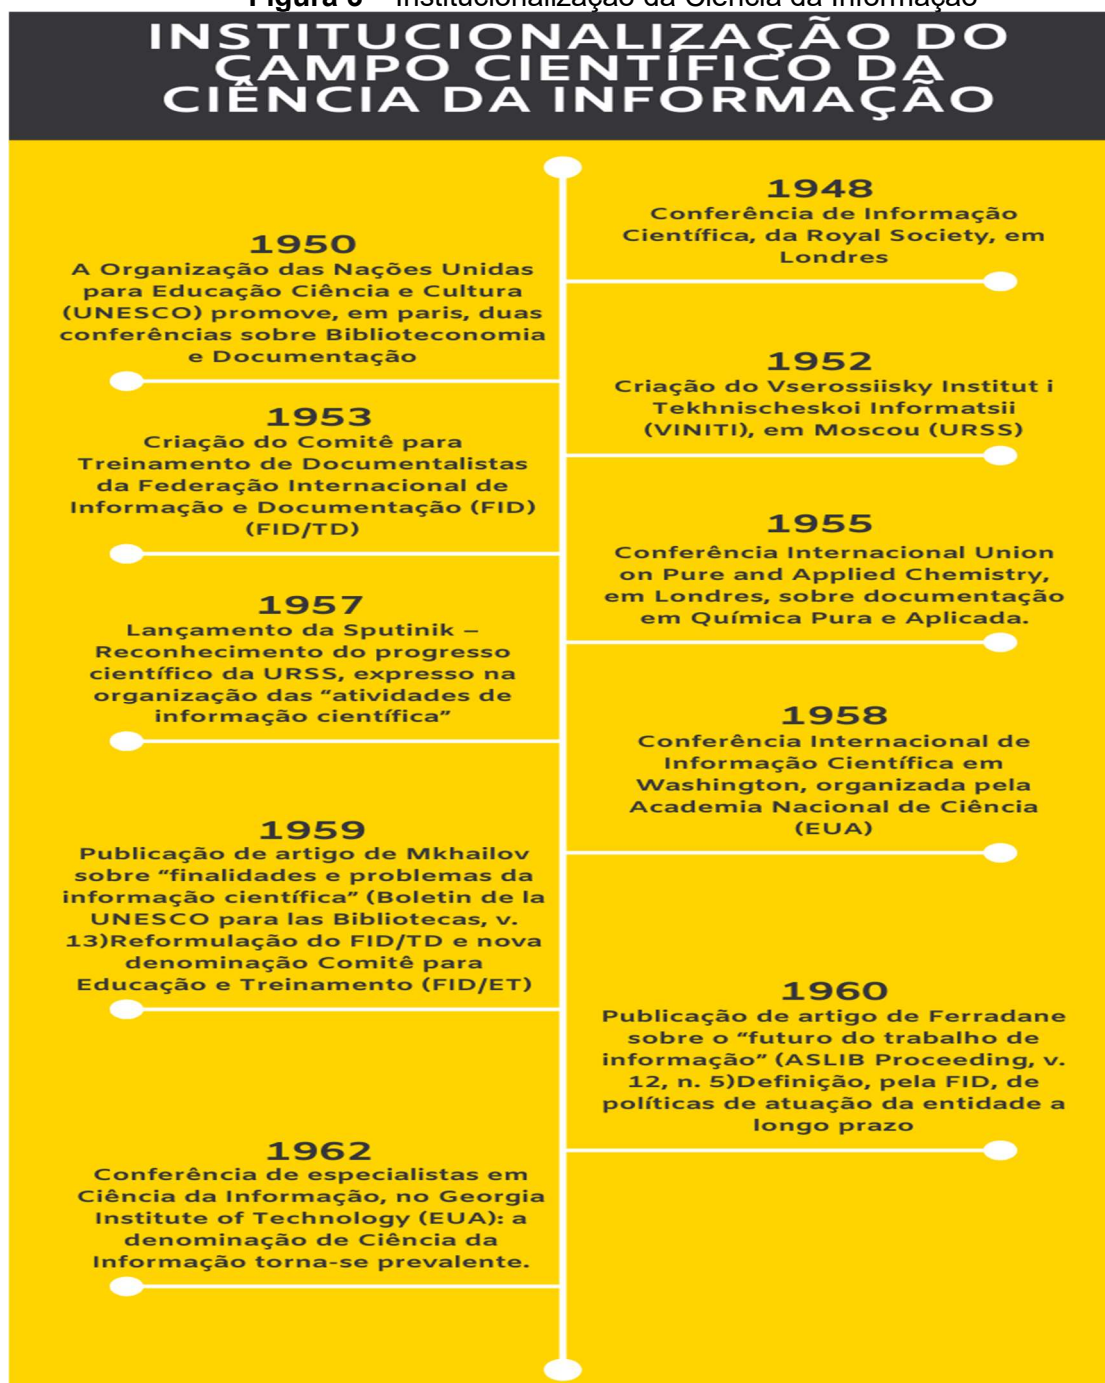 Figura 3 – Institucionalização da Ciência da Informação
INSTITUCIONALIZAÇÃO DO
CAMPO CIENTÍFICO DA
CIÊNCIA DA INFORMAÇÃO
1948
Conferência de Informação
Científica, da Royal Society, em
Londres
1950
A Organização das Nações Unidas
para Educação Ciência e Cultura
(UNESCO) promove, em paris, duas
conferências sobre Biblioteconomia
e Documentação
1952
Criação do Vserossiisky Institut i
Tekhnischeskoi Informatsii
(VINITI), em Moscou (URSS)
1953
Criação do Comitê para
Treinamento de Documentalistas
da Federação Internacional de
Informação e Documentação (FID)
(FID/TD)
1955
Conferência Internacional Union
on Pure and Applied Chemistry,
em Londres, sobre documentação
em Química Pura e Aplicada.
1957
Lançamento da Sputinik –
Reconhecimento do progresso
científico da URSS, expresso na
organização das “atividades de
informação científica”
1958
Conferência Internacional de
Informação Científica em
Washington, organizada pela
Academia Nacional de Ciência
(EUA)
1959
Publicação de artigo de Mkhailov
sobre “finalidades e problemas da
informação científica” (Boletin de la
UNESCO para las Bibliotecas, v.
13)Reformulação do FID/TD e nova
denominação Comitê para
Educação e Treinamento (FID/ET)
1960
Publicação de artigo de Ferradane
sobre o “futuro do trabalho de
informação” (ASLIB Proceeding, v.
12, n. 5)Definição, pela FID, de
políticas de atuação da entidade a
longo prazo
1962
Conferência de especialistas em
Ciência da Informação, no Georgia
Institute of Technology (EUA): a
denominação de Ciência da
Informação torna-se prevalente.